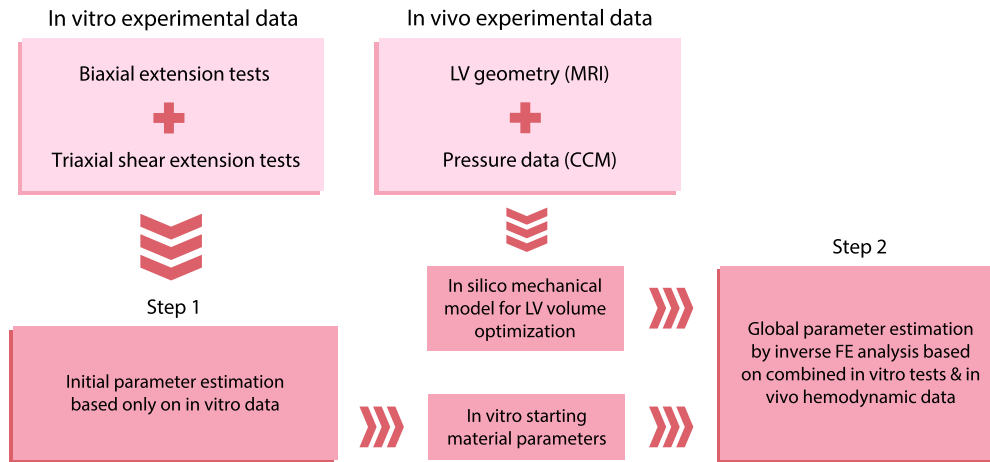 In vitro experimental data
Biaxial extension tests
Triaxial shear extension tests
In vivo experimental data
LV geometry (MRI)
Pressure data (CCM)
Step 1
Initial parameter estimation
based only on in vitro data
In silico mechanical
model for LV volume
optimization
In vitro starting
material parameters
Step 2
Global parameter estimation
by inverse FE analysis based
on combined in vitro tests & in
vivo hemodynamic data